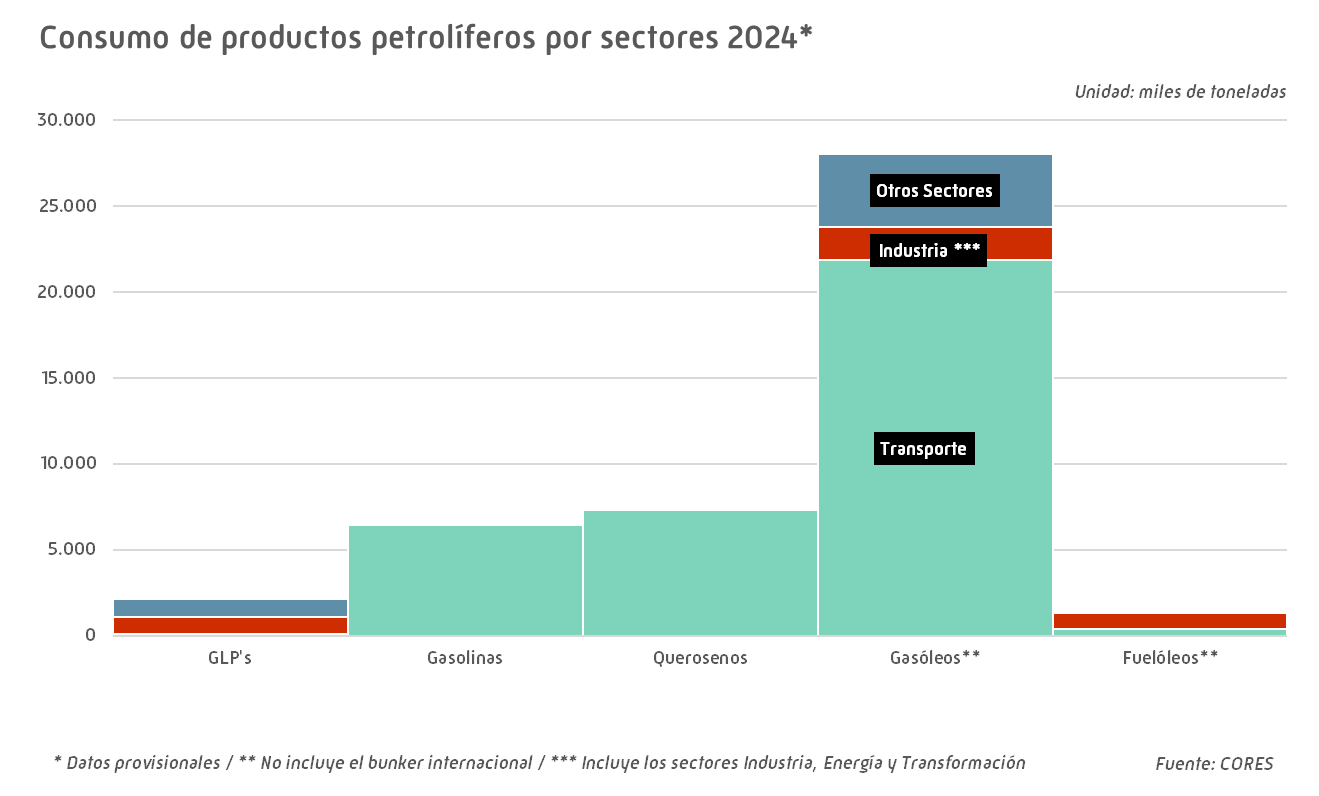 Consumo de productos petrolíferos por sectores 2024*
Unidad: miles de toneladas
30.000
25.000
20.000
15.000
10.000
5.000
0
Otros Sectores
Industria ***
Transporte
GLP's
Gasolinas
Querosenos
Gasóleos**
Fuelóleos**
* Datos provisionales / ** No incluye el bunker internacional / *** Incluye los sectores Industria, Energía y Transformación
Fuente: CORES